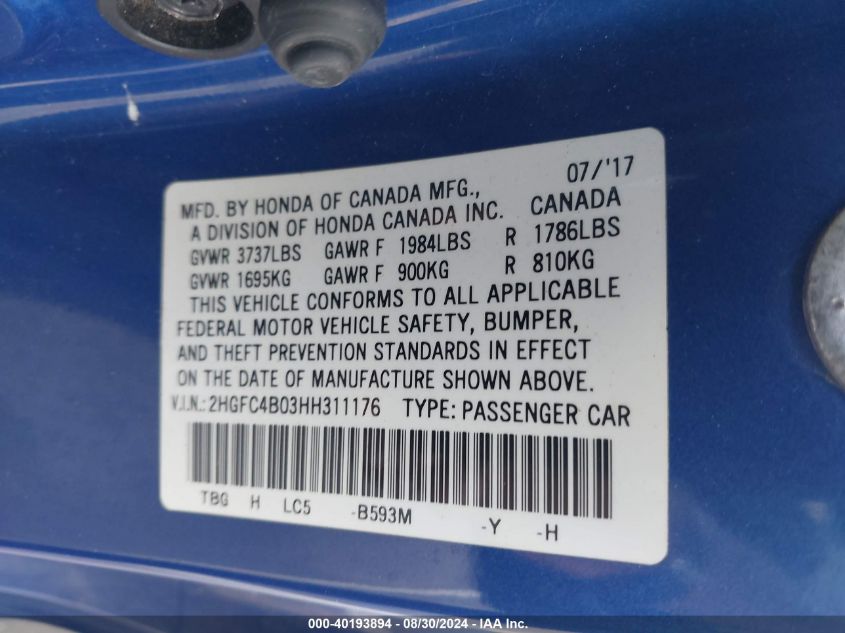 07/'17
MFD. BY HONDA OF CANADA MFG.,
A DIVISION OF HONDA CANADA INC. CANADA
GVWR 3737LBS GAWR F 1984LBS R 1786LBS
GVWR 1695KG GAWR F 900KG R 810KG
THIS VEHICLE CONFORMS TO ALL APPLICABLE
FEDERAL MOTOR VEHICLE SAFETY, BUMPER,
AND THEFT PREVENTION STANDARDS IN EFFECT
ON THE DATE OF MANUFACTURE SHOWN ABOVE.
V.I.N.: 2HGFC4B03HH311176 TYPE: PASSENGER CAR
TBG H LC5 -B593M -Y -H
000-40193894 - 08/30/2024 - IAA Inc.